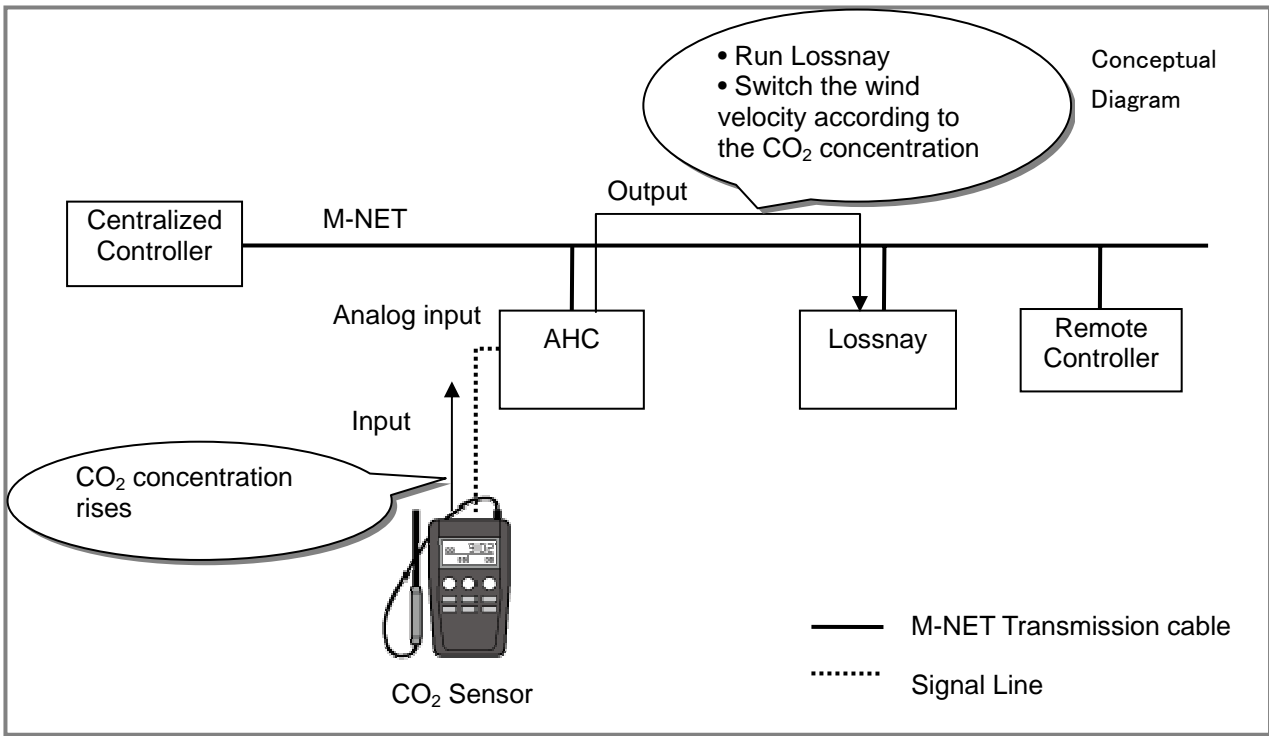 • Run Lossnay
• Switch the wind
velocity according to
the CO₂ concentration
Conceptual
Diagram
Output
Centralized
Controller
M-NET
Analog input
AHC
Lossnay
Remote
Controller
Input
CO₂ concentration
rises
CO₂ Sensor
M-NET Transmission cable
Signal Line